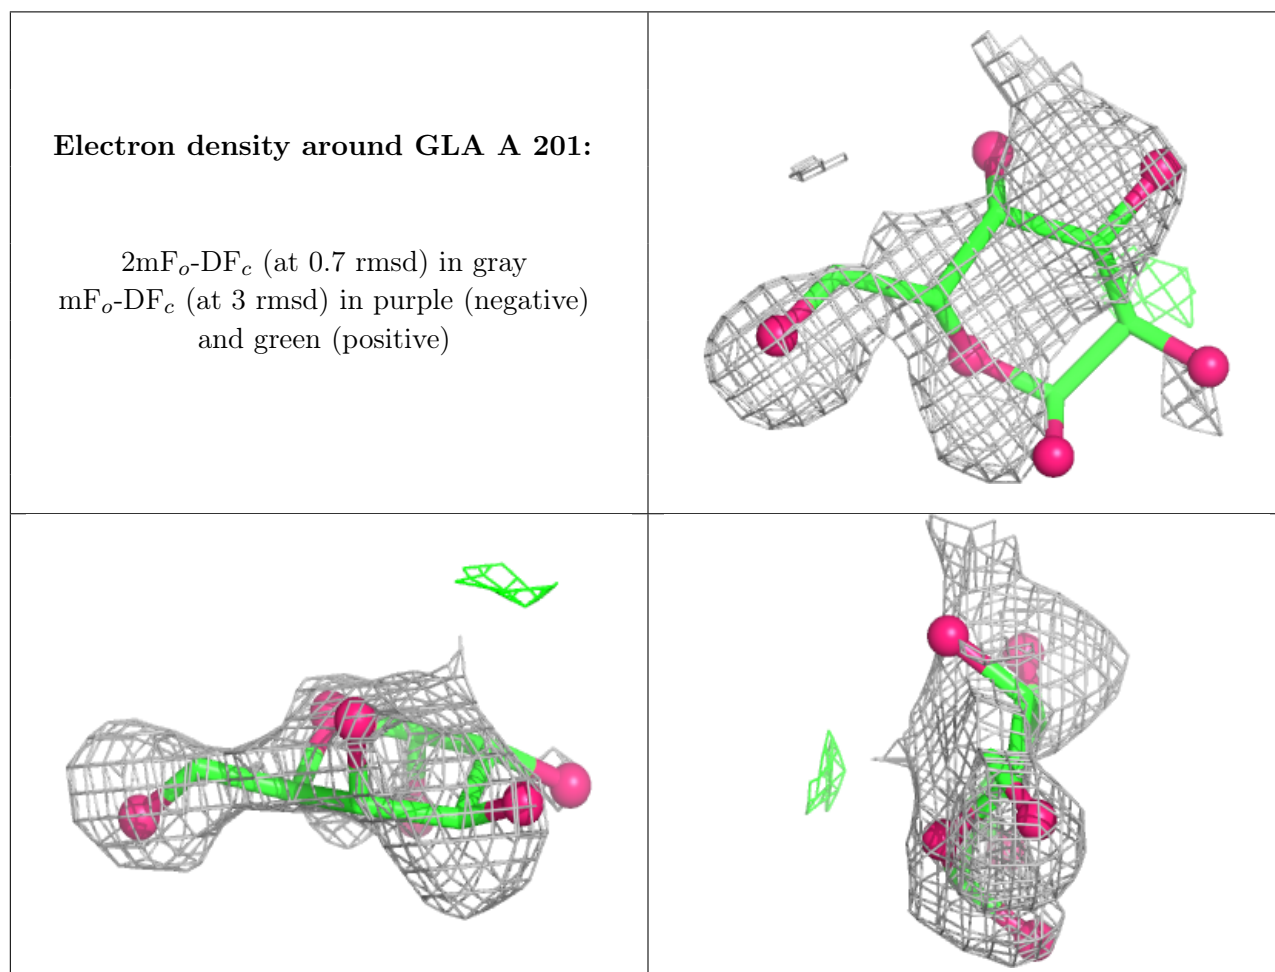 Electron density around GLA A 201:
2mFo-DFc (at 0.7 rmsd) in gray
mFo-DFc (at 3 rmsd) in purple (negative)
and green (positive)